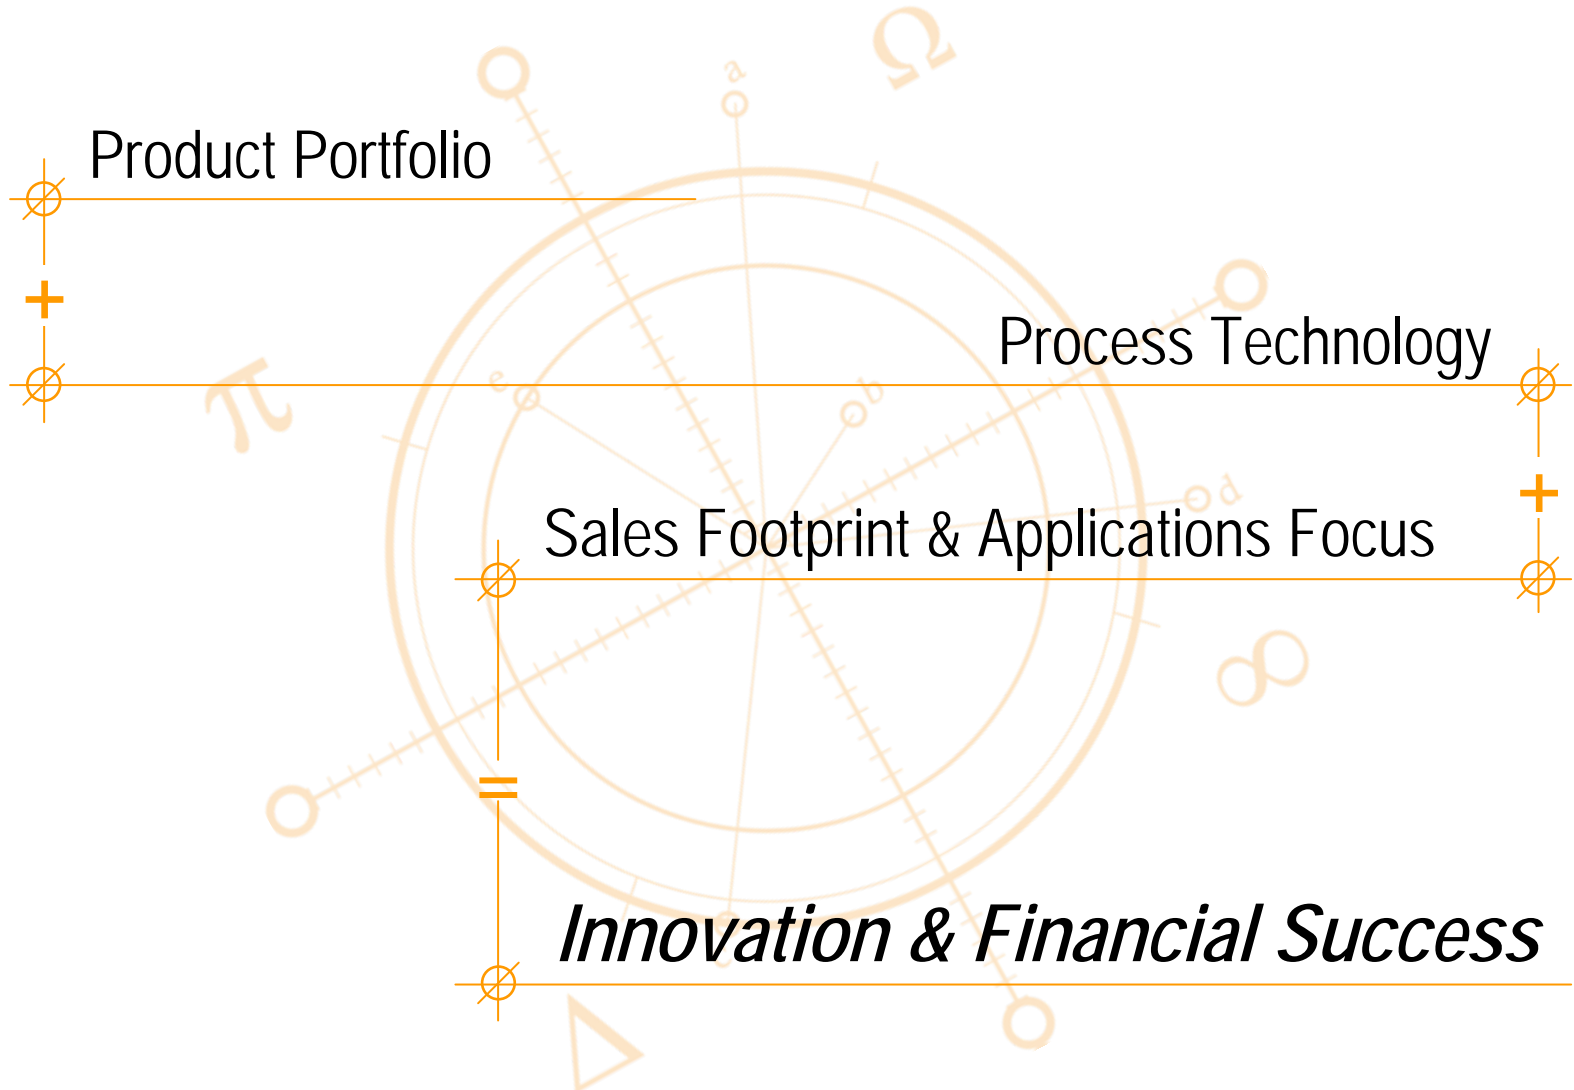 Ω
a
Product Portfolio
+
Process Technology
π
e
b
+
d
Sales Footprint & Applications Focus
∞
=
Innovation & Financial Success
c
Δ